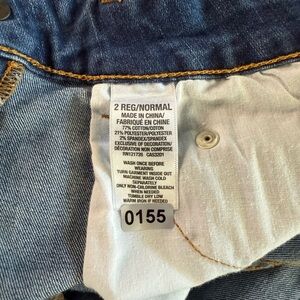 2 REG/NORMAL
MADE IN CHINA/
FABRIQUÉ EN CHINE
77% COTTON/COTON
21% POLYESTER/POLYESTER
2% SPANDEX/SPANDEX
EXCLUSIVE OF DECORATION/
DÉCORATION NON COMPRISE
RN121735 CA53201
WASH ONCE BEFORE
WEARING
TURN GARMENT INSIDE OUT
MACHINE WASH COLD
SEPARATELY
ONLY NON-CHLORINE BLEACH
WHEN NEEDED
TUMBLE DRY LOW
WARM IRON IF NEEDED
0155